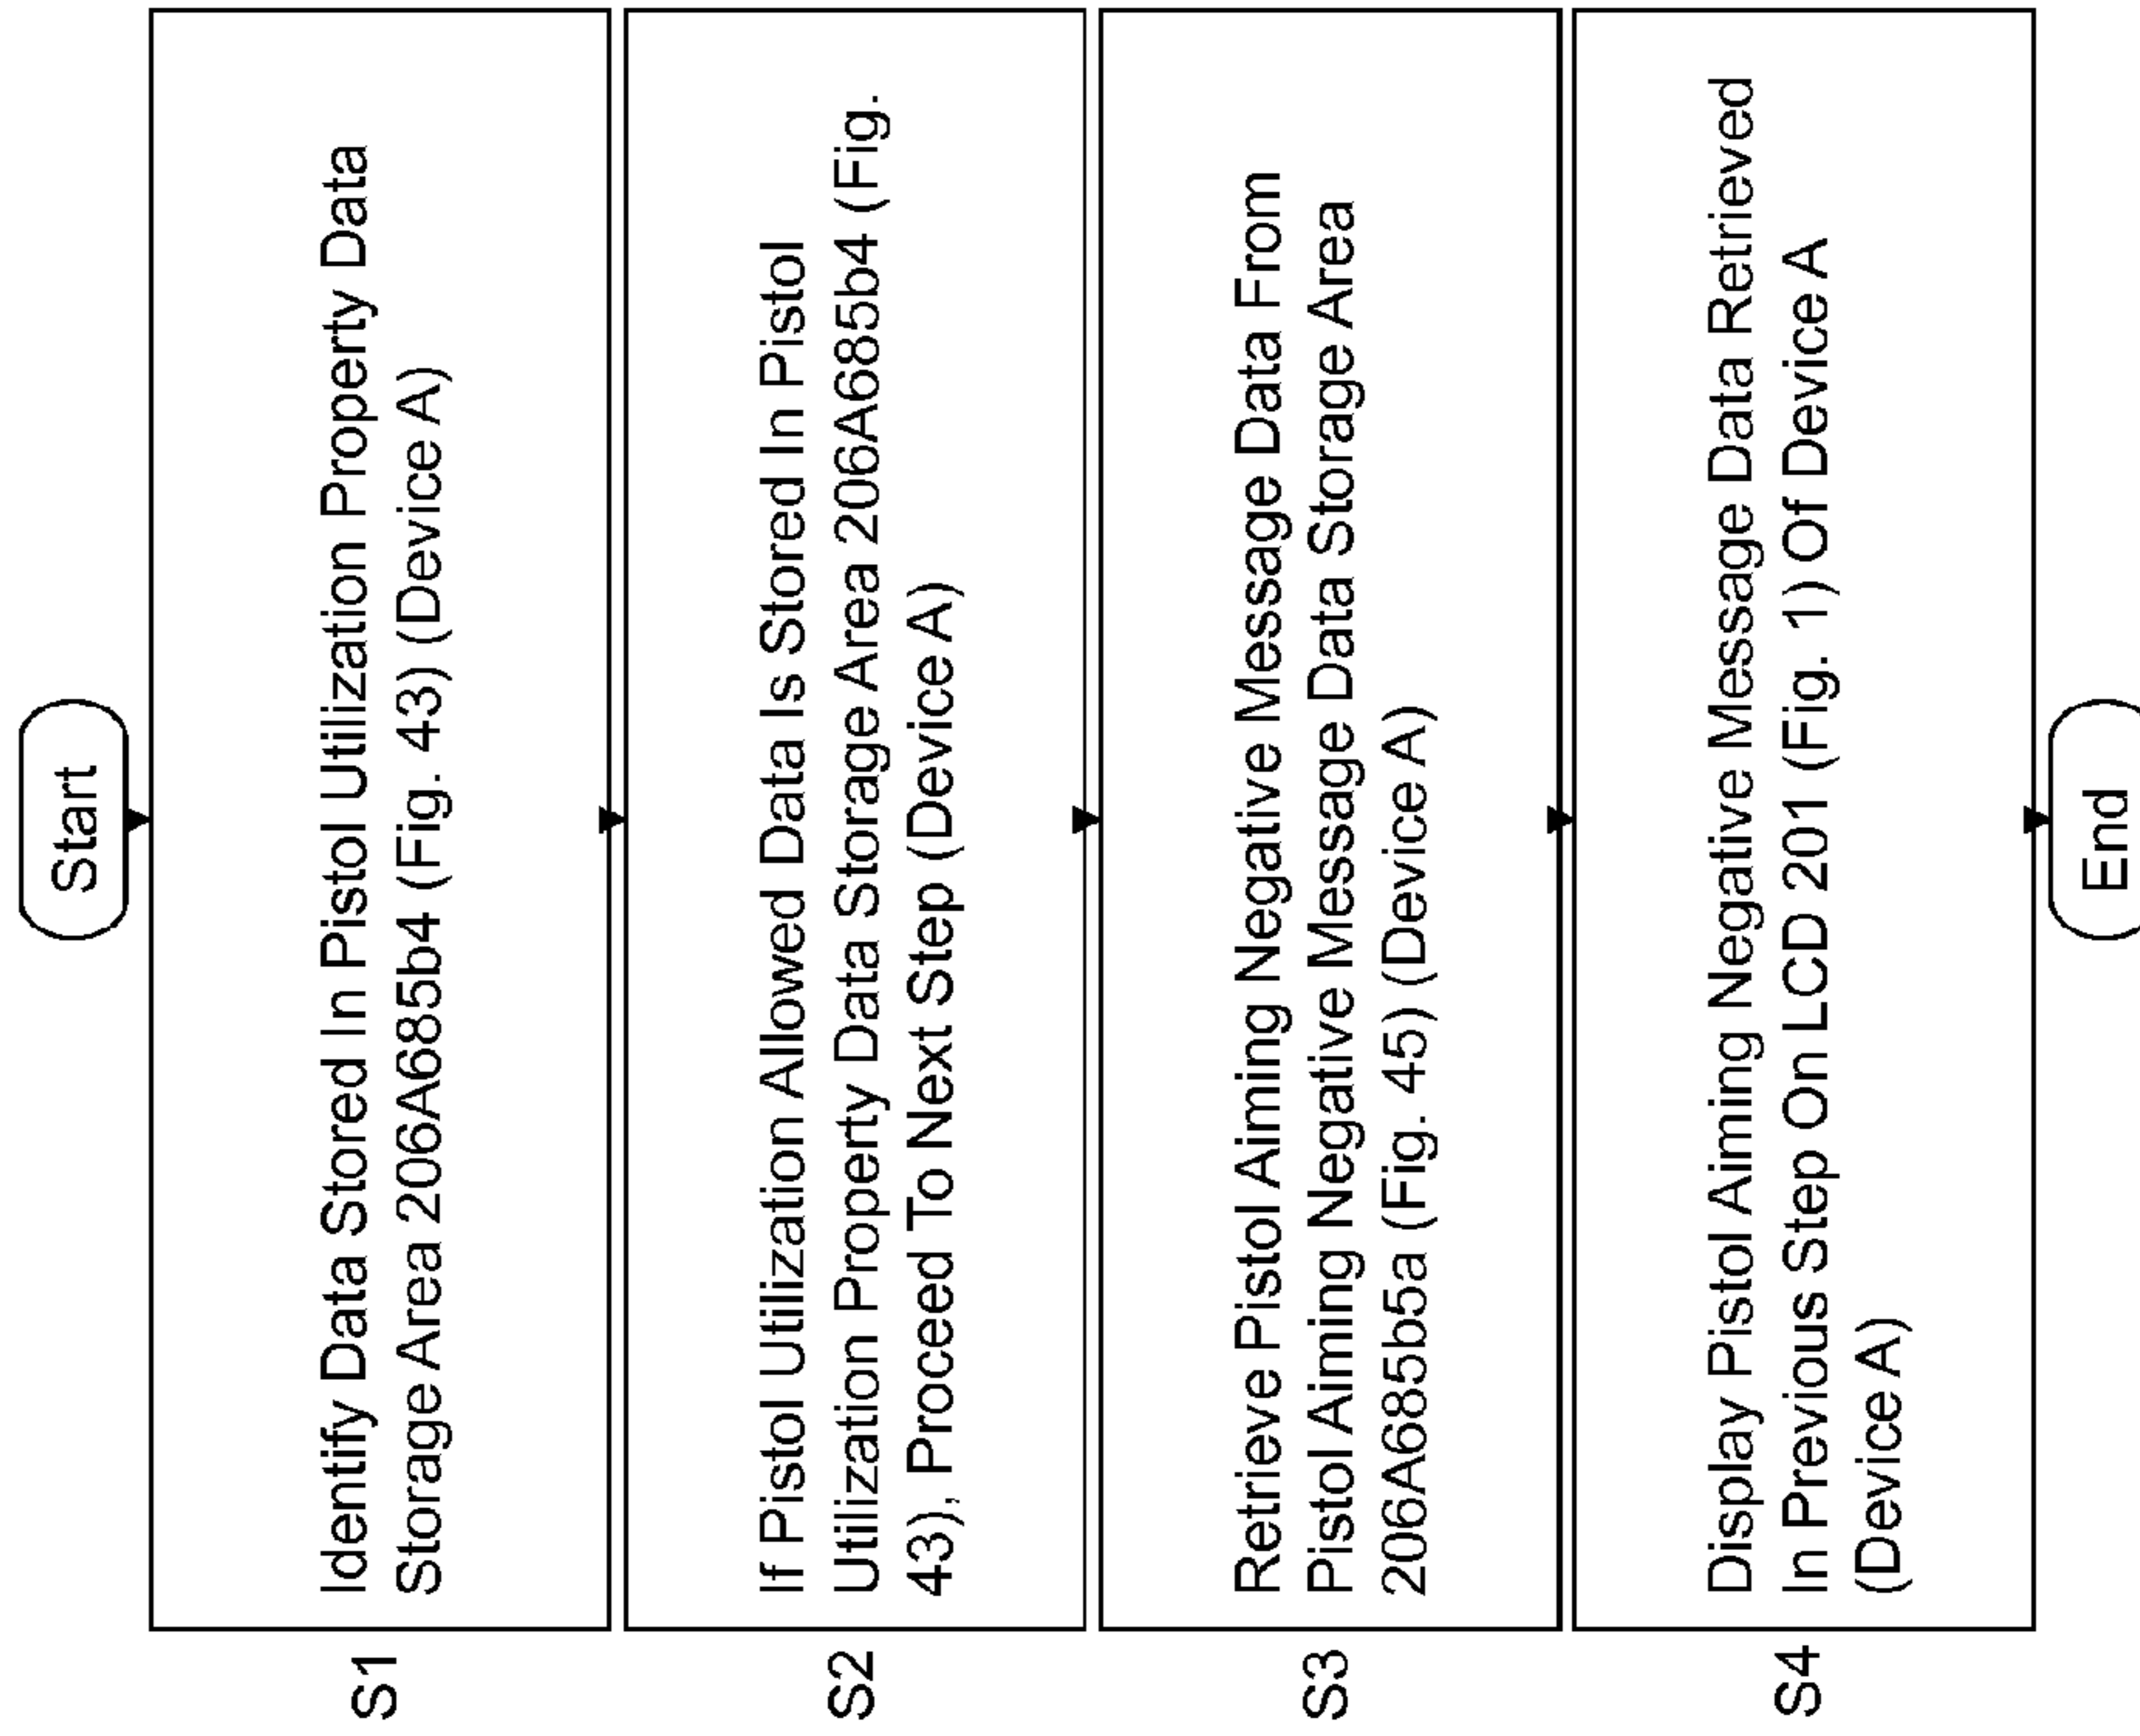 Start
S1
Identify Data Stored In Pistol Utilization Property Data
Storage Area 206A685b4 (Fig. 43) (Device A)
S2
If Pistol Utilization Allowed Data Is Stored In Pistol
Utilization Property Data Storage Area 206A685b4 (Fig.
43), Proceed To Next Step (Device A)
S3
Retrieve Pistol Aiming Negative Message Data From
Pistol Aiming Negative Message Data Storage Area
206A685b5a (Fig. 45) (Device A)
S4
Display Pistol Aiming Negative Message Data Retrieved
In Previous Step On LCD 201 (Fig. 1) Of Device A
(Device A)
End